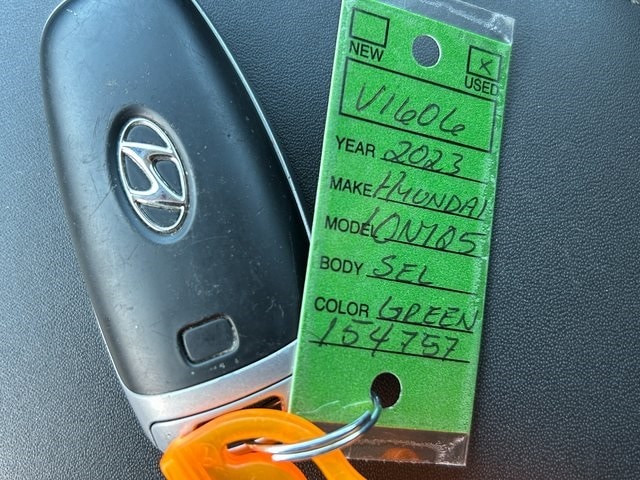 NEW
USED
V1606
YEAR 2023
MAKE HYUNDAI
MODEL IONIQ5
BODY SEL
COLOR GREEN
154757